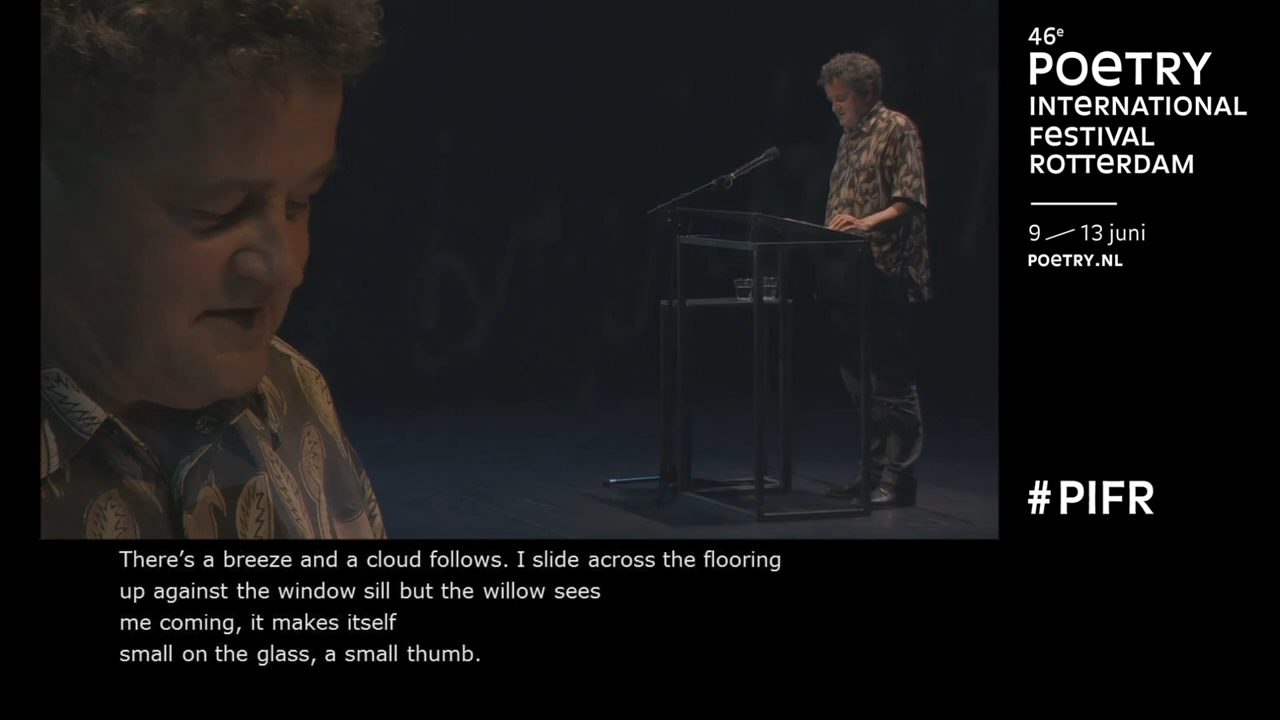 46e
POeTRY
INTeRNATIONAL
FeSTIVAL
ROTTeRDAM
9 — 13 juni
POeTRY.NL
#PIFR
There’s a breeze and a cloud follows. I slide across the flooring
up against the window sill but the willow sees
me coming, it makes itself
small on the glass, a small thumb.